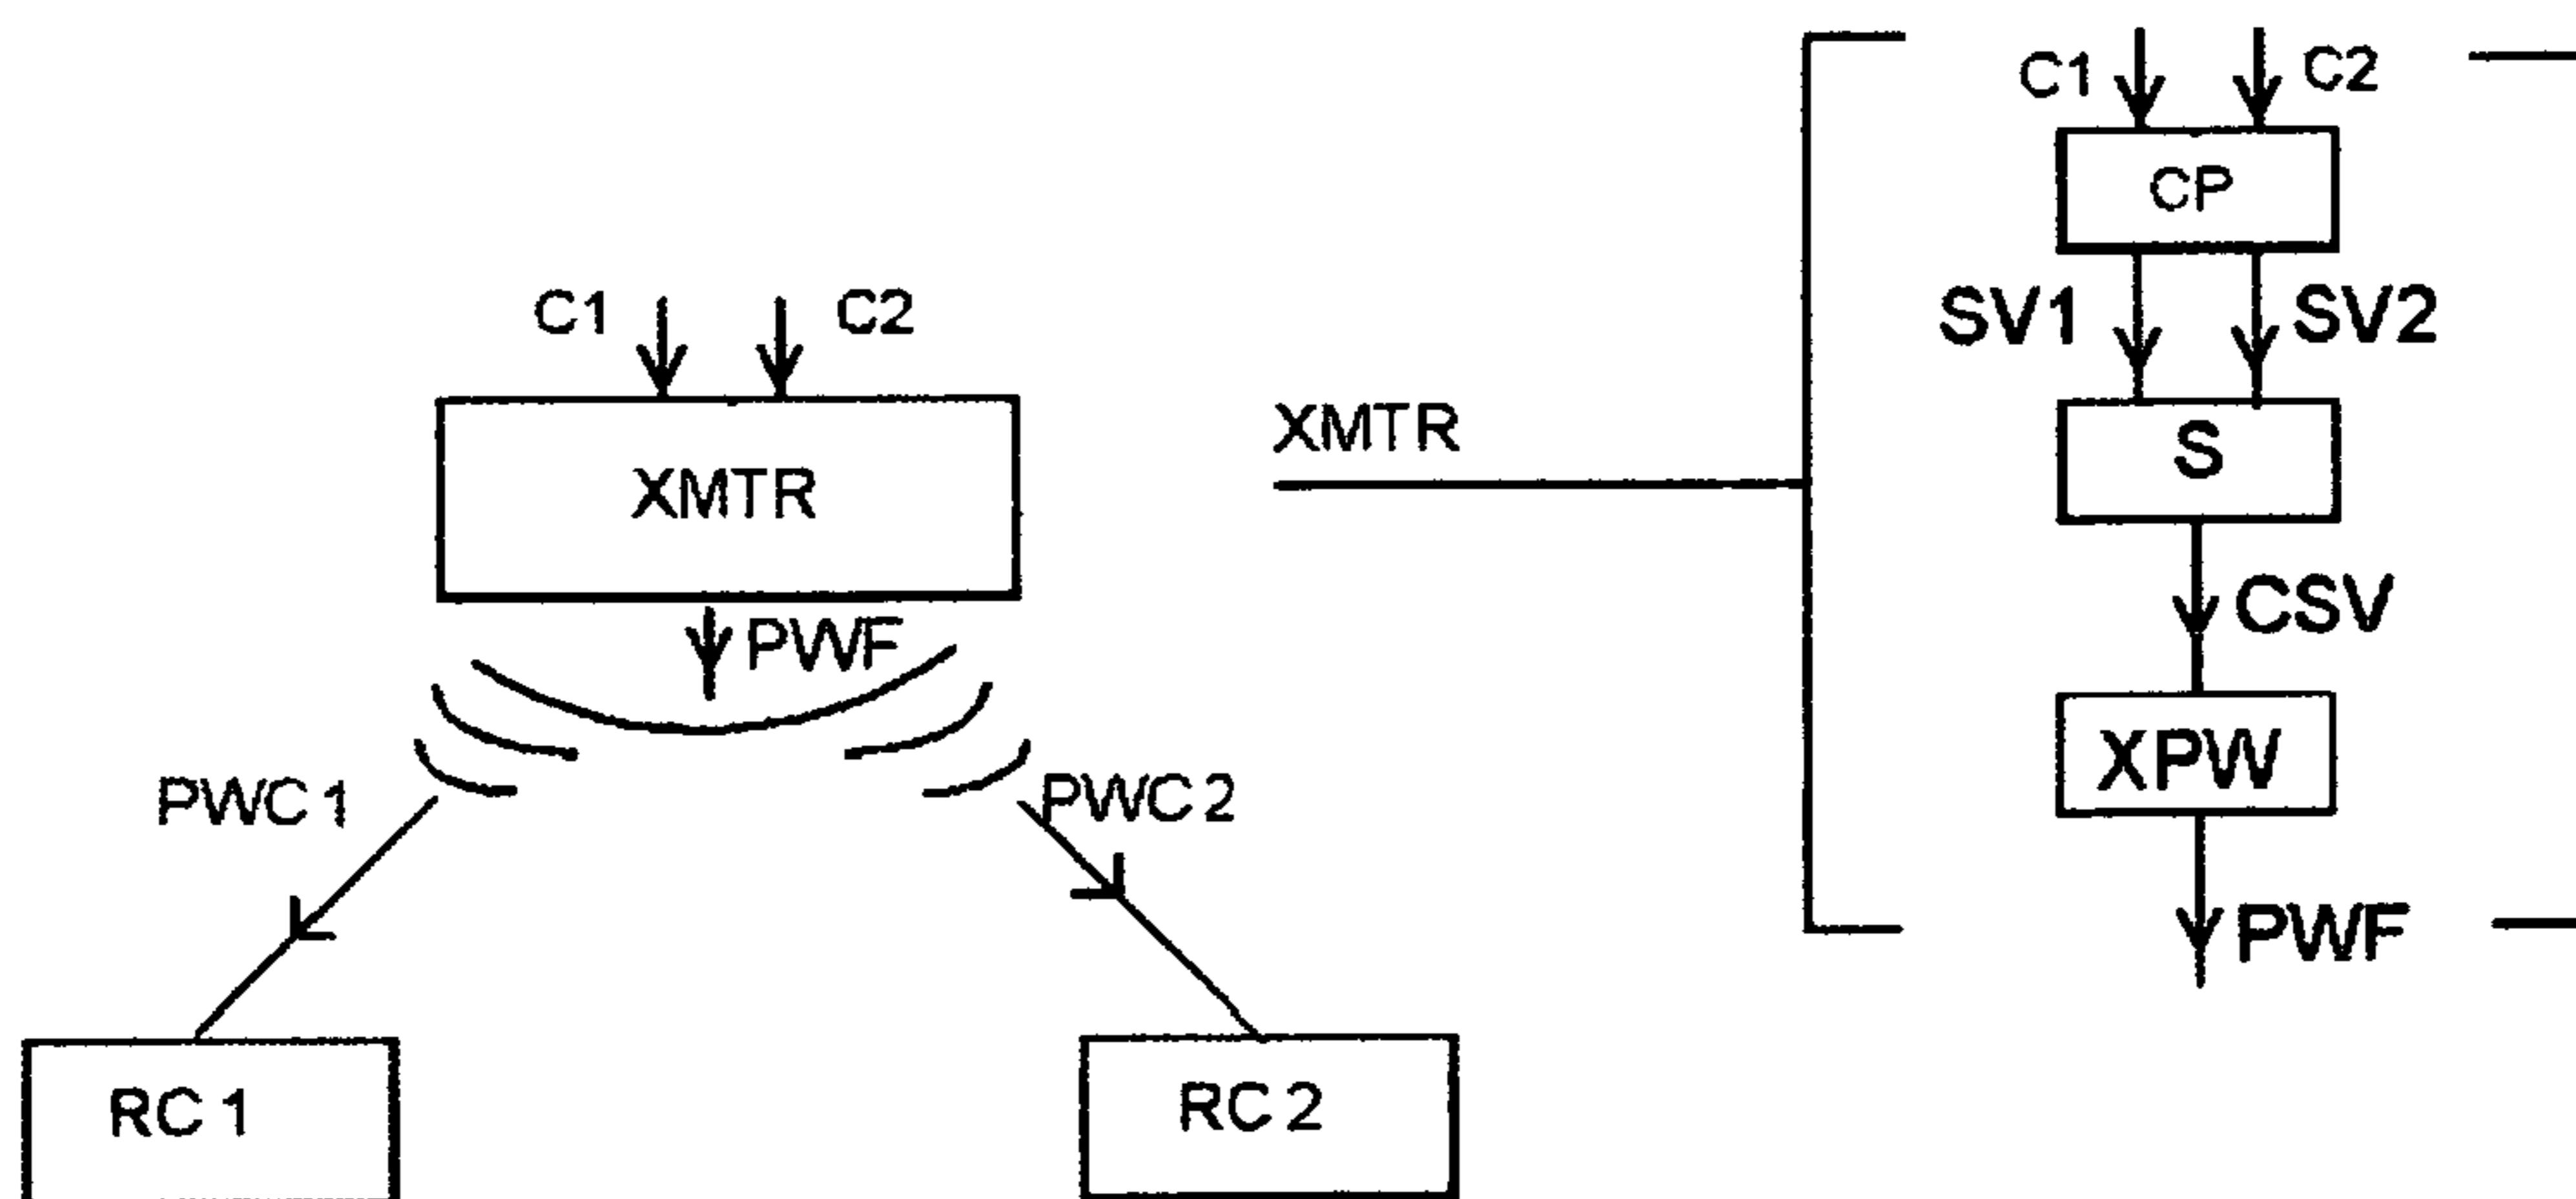 C1 C2
XMTR
PWF
PWC 1
PWC 2
RC 1
RC 2
XMTR
C1 C2
CP
SV1 SV2
S
CSV
XPW
PWF